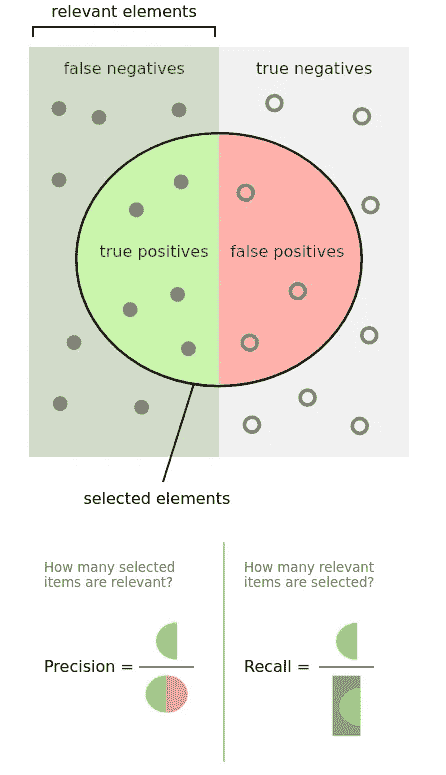 relevant elements
false negatives
true negatives
true positives
false positives
selected elements
How many selected
items are relevant?
How many relevant
items are selected?
Precision =
Recall =